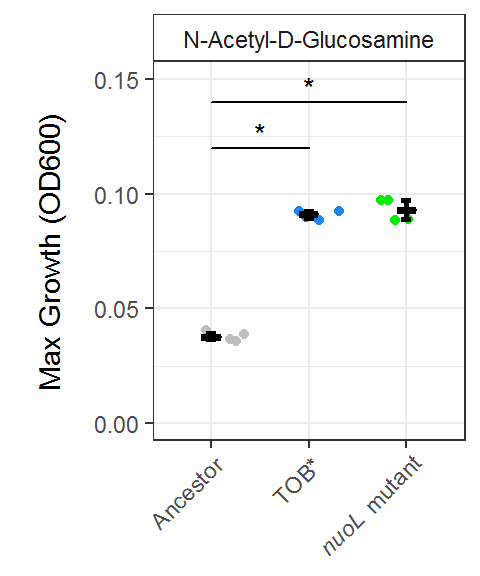 N-Acetyl-D-Glucosamine
Max Growth (OD600)
0.15
0.10
0.05
0.00
*
*
Ancestor
TOB*
nuoL mutant